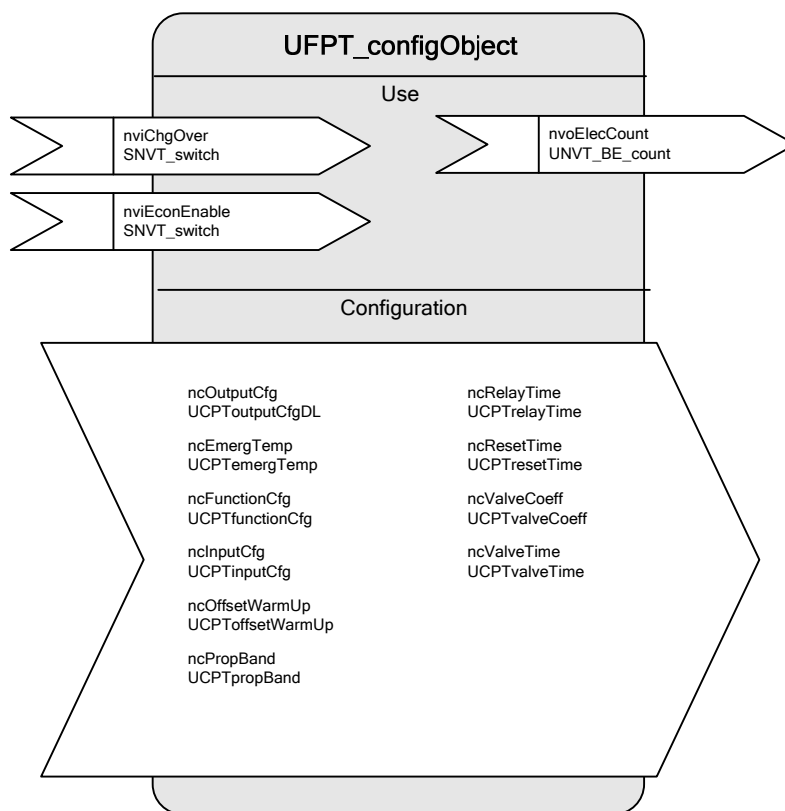 UFPT_configObject
Use
nviChgOver
SNVT_switch
nvoElecCount
UNVT_BE_count
nviEconEnable
SNVT_switch
Configuration
ncOutputCfg
UCPToutputCfgDL
ncEmergTemp
UCPTemergTemp
ncFunctionCfg
UCPTfunctionCfg
ncInputCfg
UCPTinputCfg
ncOffsetWarmUp
UCPToffsetWarmUp
ncPropBand
UCPTpropBand
ncRelayTime
UCPTrelayTime
ncResetTime
UCPTresetTime
ncValveCoeff
UCPTvalveCoeff
ncValveTime
UCPTvalveTime